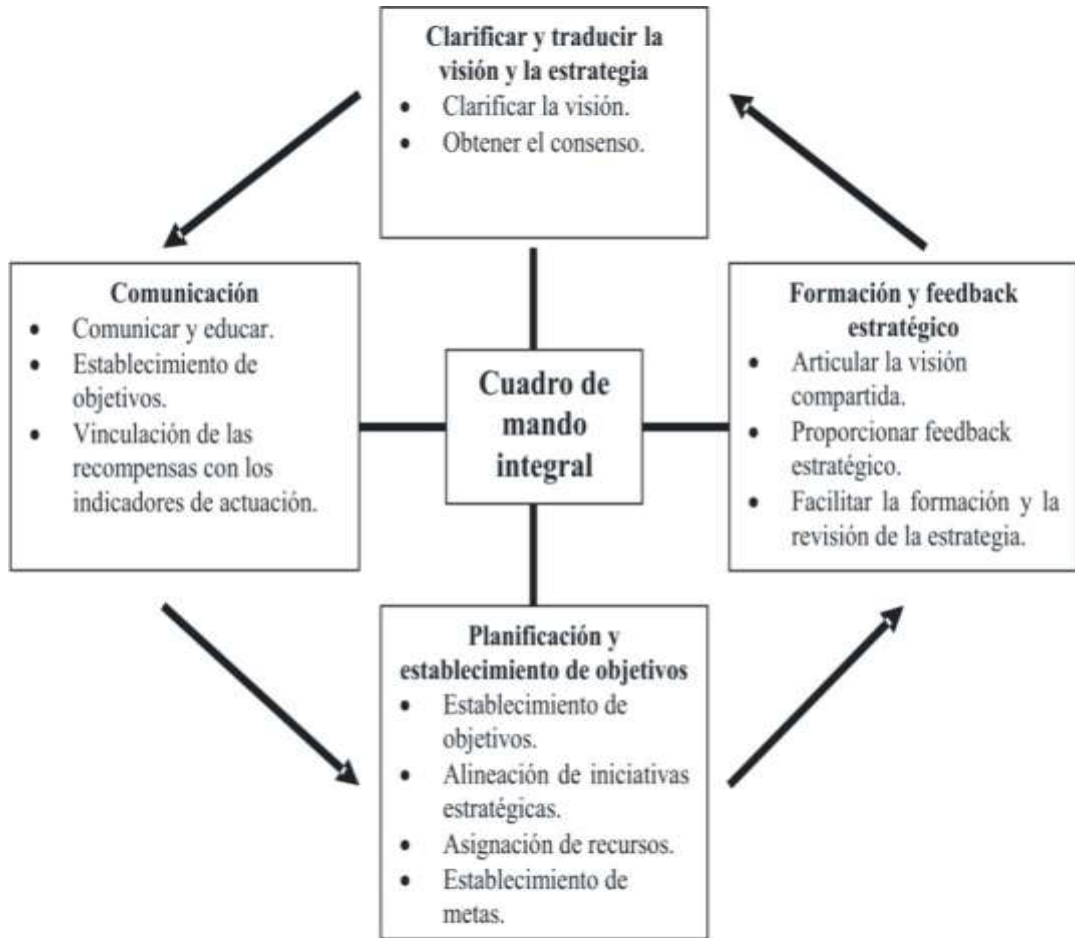 Clarificar y traducir la
visión y la estrategia
• Clarificar la visión.
• Obtener el consenso.
Comunicación
• Comunicar y educar.
• Establecimiento de
objetivos.
• Vinculación de las
recompensas con los
indicadores de actuación.
Cuadro de
mando
integral
Formación y feedback
estratégico
• Articular la visión
compartida.
• Proporcionar feedback
estratégico.
• Facilitar la formación y la
revisión de la estrategia.
Planificación y
establecimiento de objetivos
• Establecimiento de
objetivos.
• Alineación de iniciativas
estratégicas.
• Asignación de recursos.
• Establecimiento de
metas.